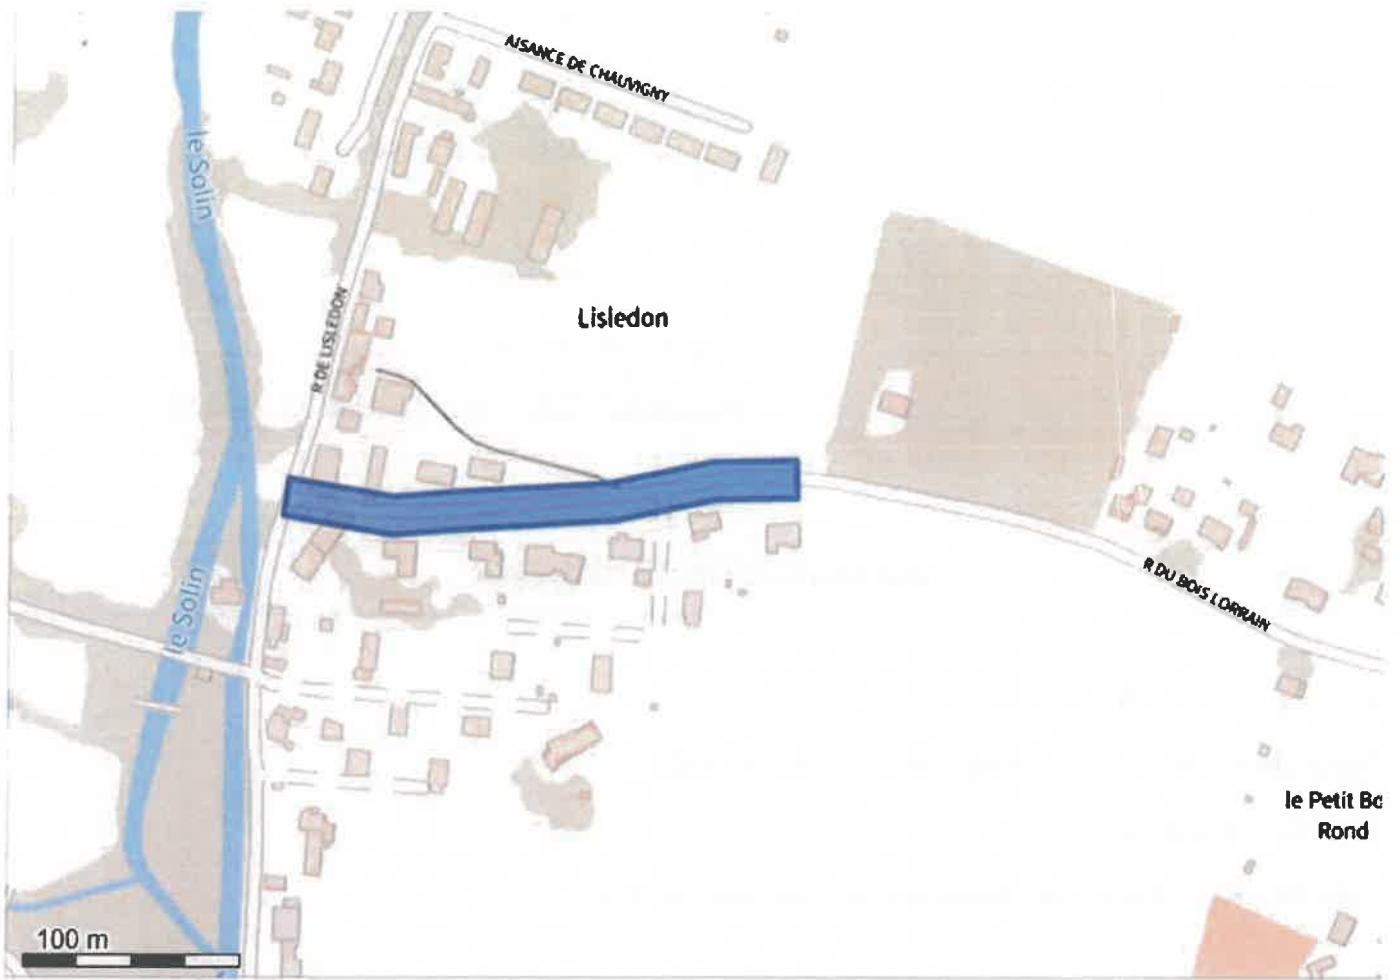 AISANCE DE CHAUVIGNY
le Solin
R DE LISLEDON
Lisledon
le Solin
R DU BOIS LORRAIN
le Petit Bo
Rond
100 m